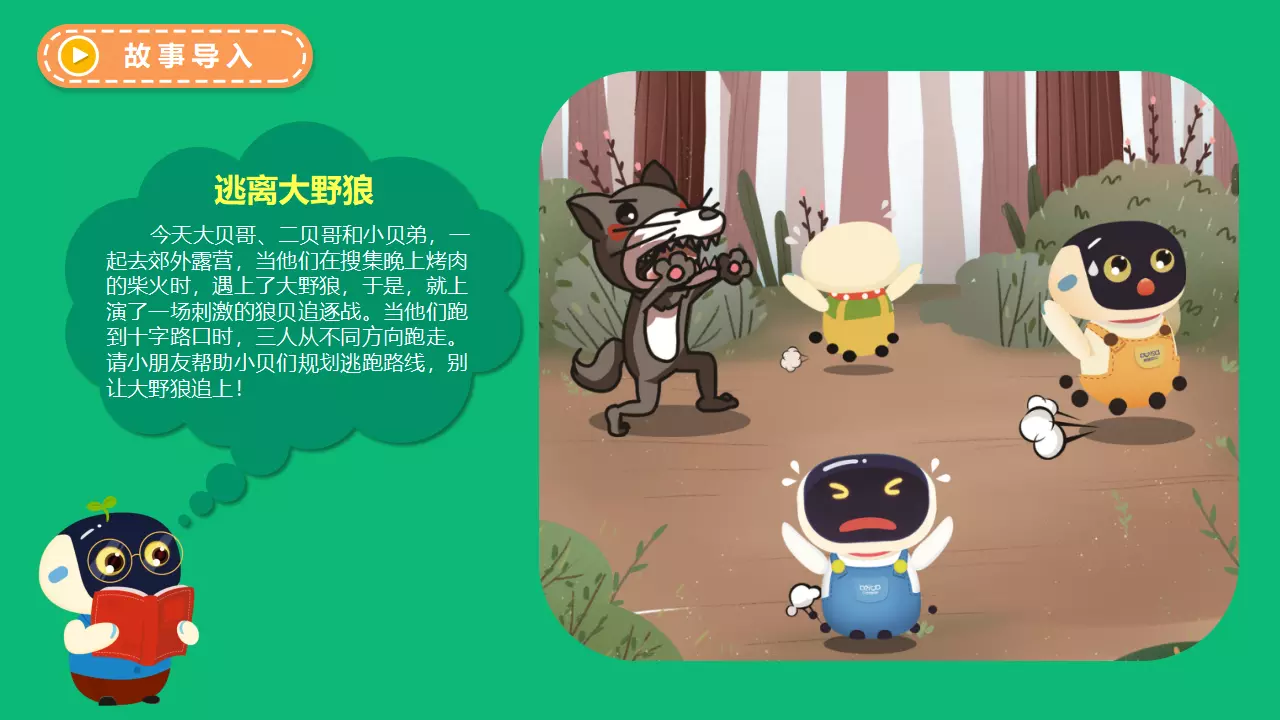 故事导入
逃离大野狼
今天大贝哥、二贝哥和小贝弟，一
起去郊外露营，当他们在搜集晚上烤肉
的柴火时，遇上了大野狼，于是，就上
演了一场刺激的狼贝追逐战。当他们跑
到十字路口时，三人从不同方向跑走。
请小朋友帮助小贝们规划逃跑路线，别
让大野狼追上！